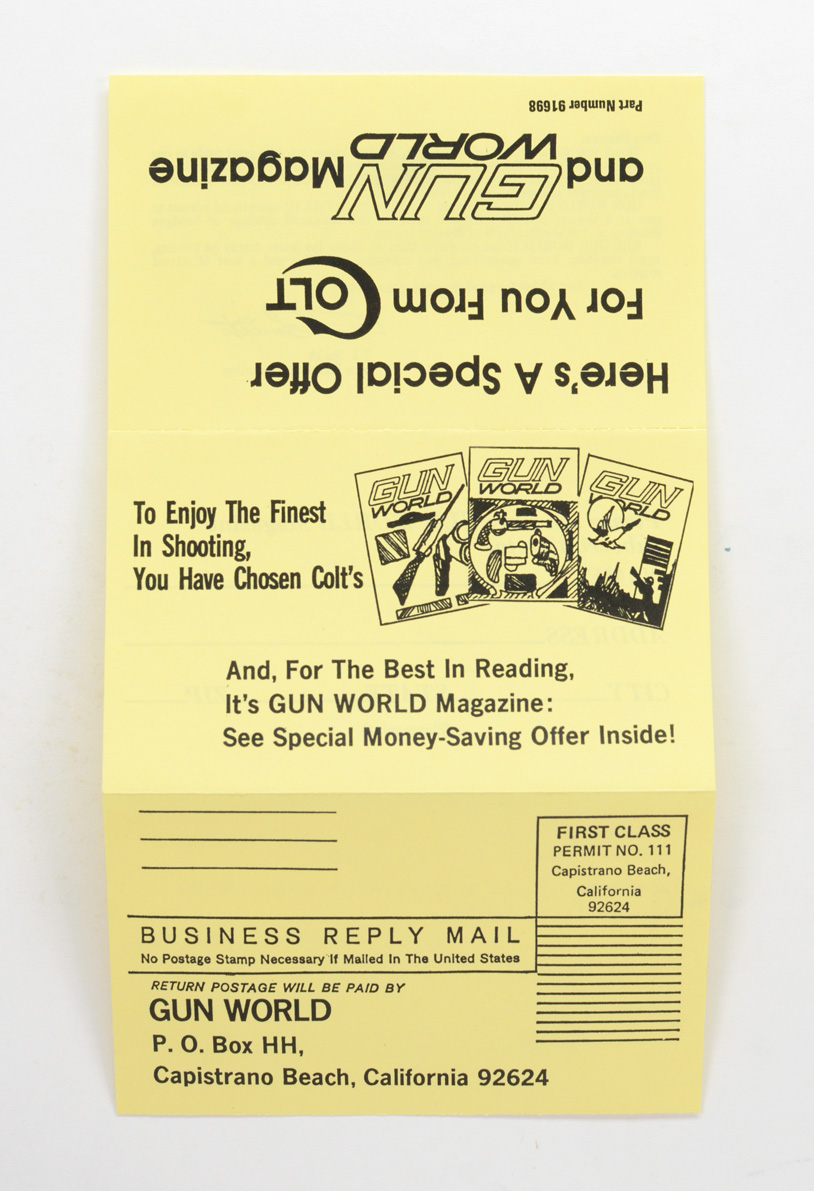 Here's A Special Offer
For You From COLT
and GUN WORLD Magazine
Part Number 91698
To Enjoy The Finest
In Shooting,
You Have Chosen Colt's
GUN
WORLD
GUN
WORLD
GUN
WORLD
And, For The Best In Reading,
It's GUN WORLD Magazine:
See Special Money-Saving Offer Inside!
FIRST CLASS
PERMIT NO. 111
Capistrano Beach,
California
92624
BUSINESS REPLY MAIL
No Postage Stamp Necessary If Mailed In The United States
RETURN POSTAGE WILL BE PAID BY
GUN WORLD
P. O. Box HH,
Capistrano Beach, California 92624